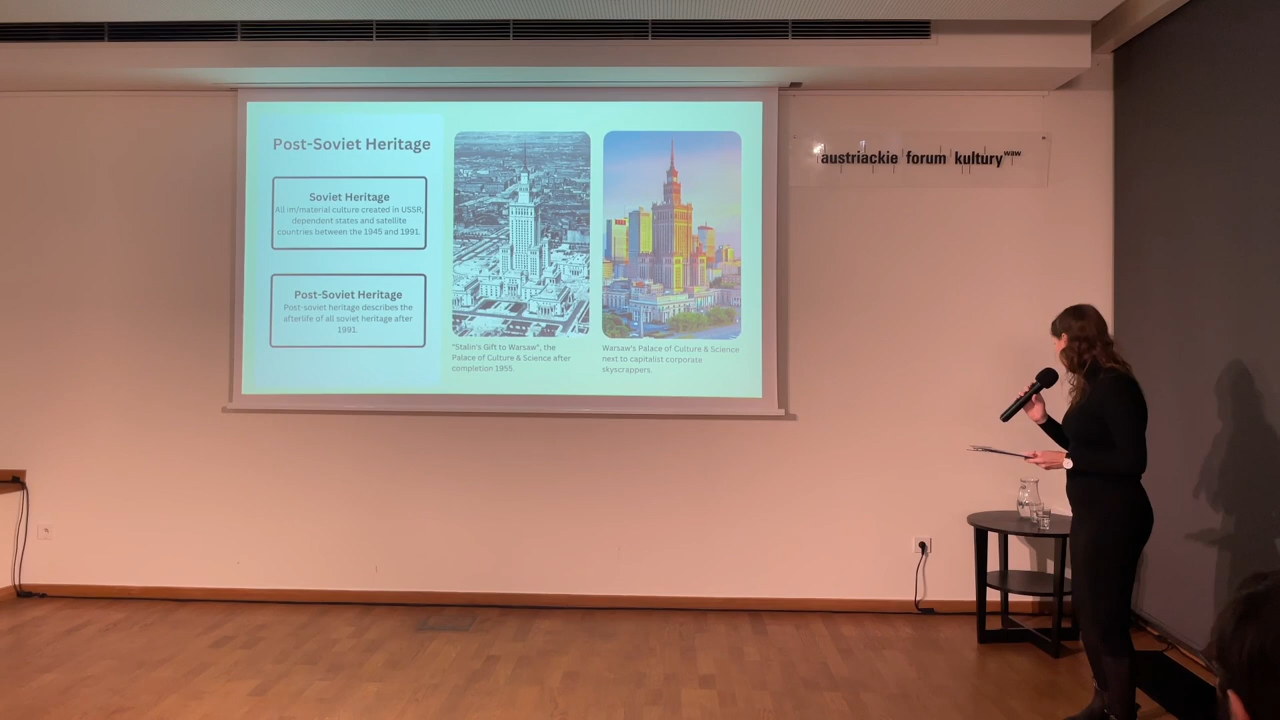 Post-Soviet Heritage
Soviet Heritage
All im/material culture created in USSR,
dependent states and satellite
countries between the 1945 and 1991.
Post-Soviet Heritage
Post-soviet heritage describes the
afterlife of all soviet heritage after
1991.
"Stalin's Gift to Warsaw", the
Palace of Culture & Science after
completion 1955.
Warsaw's Palace of Culture & Science
next to capitalist corporate
skyscrappers.
austriackie forum kultury waw